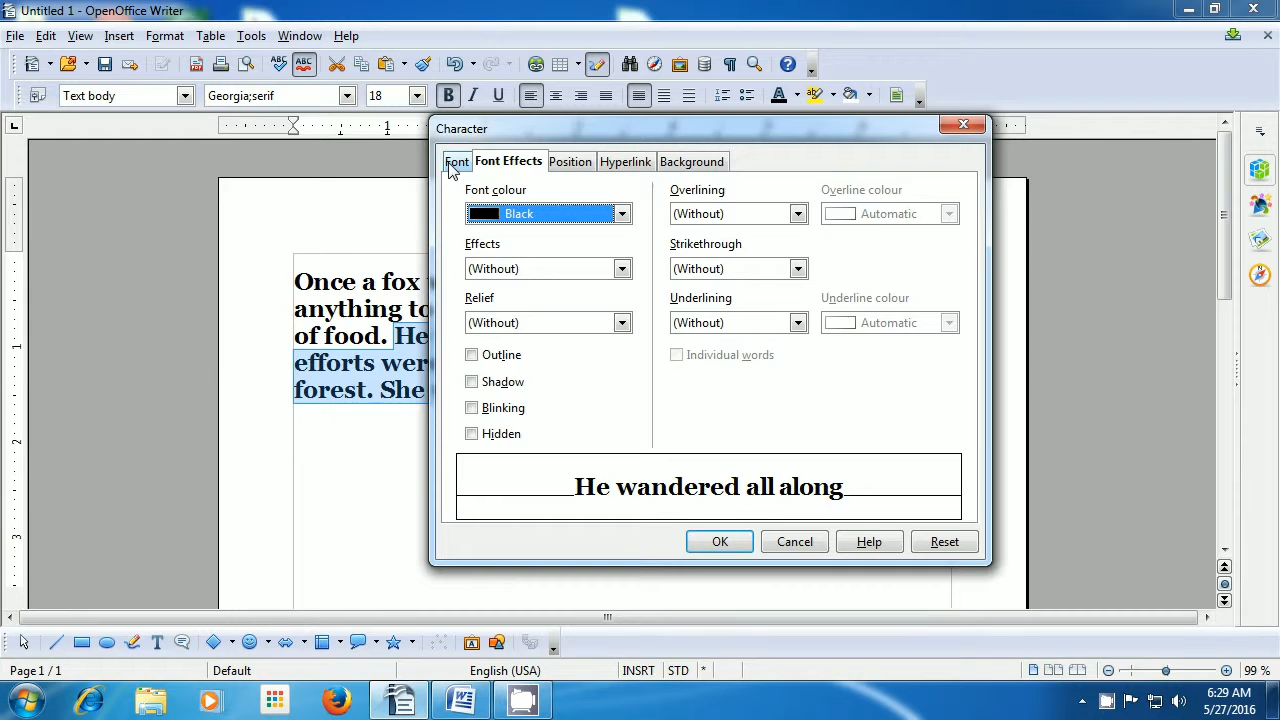 Untitled 1 - OpenOffice Writer
File Edit View Insert Format Table Tools Window Help
Text body Georgia;serif 18
Character
Font Font Effects Position Hyperlink Background
Font colour Overlining Overline colour
Black (Without) Automatic
Effects Strikethrough
(Without) (Without)
Relief Underlining Underline colour
(Without) (Without) Automatic
Outline Individual words
Shadow
Blinking
Hidden
He wandered all along
OK Cancel Help Reset
Once a fox
anything to
of food. He
efforts wer
forest. She
Page 1 / 1 Default English (USA) INSRT STD * 99 %
6:29 AM
5/27/2016